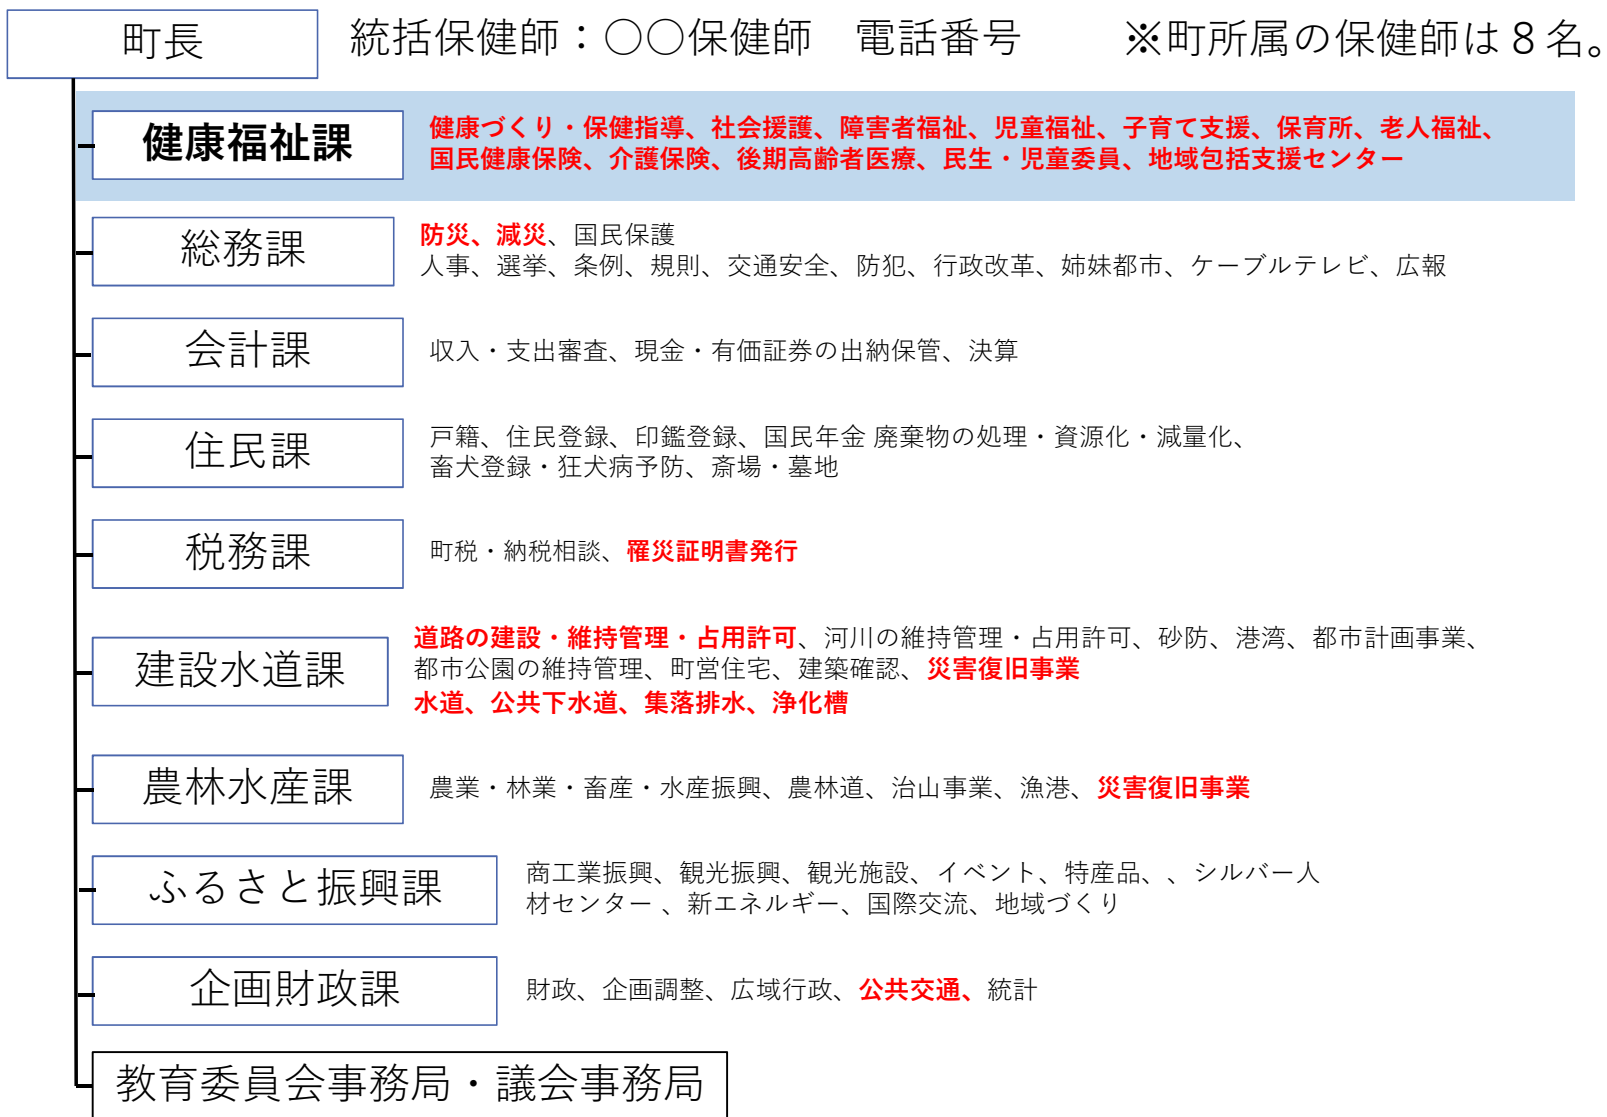 町長 統括保健師：○○保健師　電話番号 ※町所属の保健師は８名。
健康福祉課
健康づくり・保健指導、社会援護、障害者福祉、児童福祉、子育て支援、保育所、老人福祉、
国民健康保険、介護保険、後期高齢者医療、民生・児童委員、地域包括支援センター
総務課
防災、減災、国民保護
人事、選挙、条例、規則、交通安全、防犯、行政改革、姉妹都市、ケーブルテレビ、広報
会計課
収入・支出審査、現金・有価証券の出納保管、決算
住民課
戸籍、住民登録、印鑑登録、国民年金 廃棄物の処理・資源化・減量化、
畜犬登録・狂犬病予防、斎場・墓地
税務課
町税・納税相談、罹災証明書発行
建設水道課
道路の建設・維持管理・占用許可、河川の維持管理・占用許可、砂防、港湾、都市計画事業、
都市公園の維持管理、町営住宅、建築確認、災害復旧事業
水道、公共下水道、集落排水、浄化槽
農林水産課
農業・林業・畜産・水産振興、農林道、治山事業、漁港、災害復旧事業
ふるさと振興課
商工業振興、観光振興、観光施設、イベント、特産品、、シルバー人
材センター 、新エネルギー、国際交流、地域づくり
企画財政課
財政、企画調整、広域行政、公共交通、統計
教育委員会事務局・議会事務局